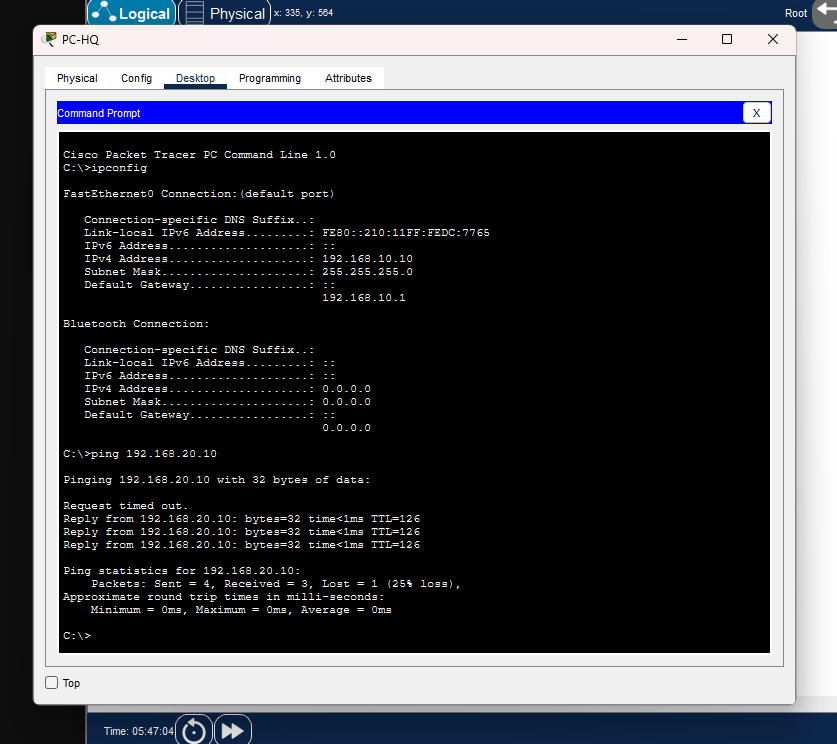 Logical Physical x: 335, y: 564 Root
PC-HQ
Physical Config Desktop Programming Attributes
Command Prompt X
Cisco Packet Tracer PC Command Line 1.0
C:\>ipconfig
FastEthernet0 Connection:(default port)
Connection-specific DNS Suffix..:
Link-local IPv6 Address.........: FE80::210:11FF:FEDC:7765
IPv6 Address....................: ::
IPv4 Address....................: 192.168.10.10
Subnet Mask.....................: 255.255.255.0
Default Gateway.................: ::
192.168.10.1
Bluetooth Connection:
Connection-specific DNS Suffix..:
Link-local IPv6 Address.........: ::
IPv6 Address....................: ::
IPv4 Address....................: 0.0.0.0
Subnet Mask.....................: 0.0.0.0
Default Gateway.................: ::
0.0.0.0
C:\>ping 192.168.20.10
Pinging 192.168.20.10 with 32 bytes of data:
Request timed out.
Reply from 192.168.20.10: bytes=32 time<1ms TTL=126
Reply from 192.168.20.10: bytes=32 time<1ms TTL=126
Reply from 192.168.20.10: bytes=32 time<1ms TTL=126
Ping statistics for 192.168.20.10:
Packets: Sent = 4, Received = 3, Lost = 1 (25% loss),
Approximate round trip times in milli-seconds:
Minimum = 0ms, Maximum = 0ms, Average = 0ms
C:\>
Top
Time: 05:47:04